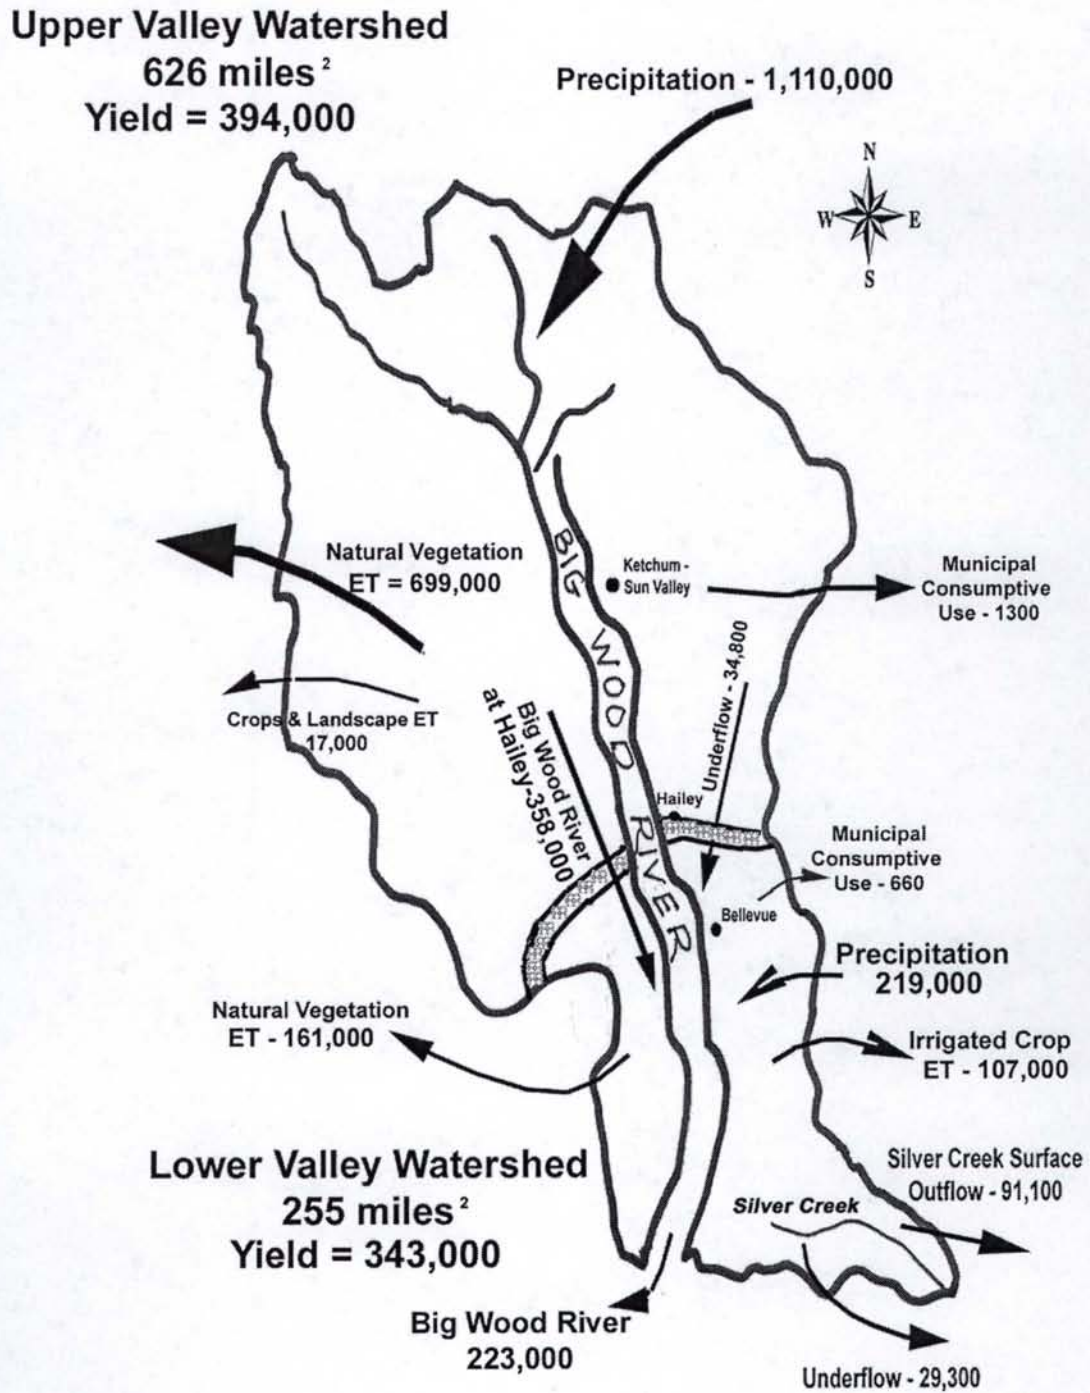 Upper Valley Watershed
626 miles²
Yield = 394,000
Precipitation - 1,110,000
N
W
E
S
Natural Vegetation
ET = 699,000
BIG WOOD RIVER
Ketchum -
Sun Valley
Municipal
Consumptive
Use - 1300
Underflow - 34,800
Crops & Landscape ET
17,000
Big Wood River
at Hailey-358,000
Hailey
Municipal
Consumptive
Use - 660
Bellevue
Precipitation
219,000
Natural Vegetation
ET - 161,000
Irrigated Crop
ET - 107,000
Lower Valley Watershed
255 miles²
Yield = 343,000
Silver Creek Surface
Outflow - 91,100
Silver Creek
Big Wood River
223,000
Underflow - 29,300